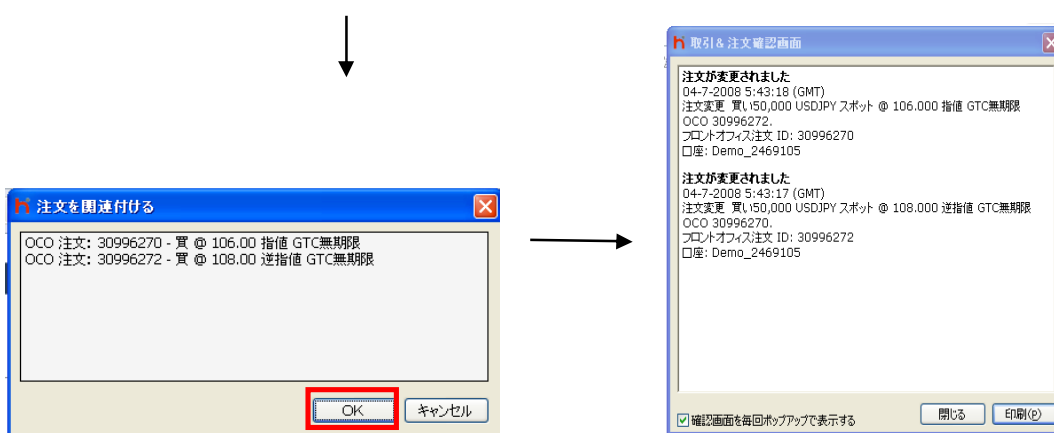 注文を関連付ける
OCO 注文: 30996270 - 買 @ 106.00 指値 GTC無期限
OCO 注文: 30996272 - 買 @ 108.00 逆指値 GTC無期限
OK
キャンセル
取引&注文確認画面
注文が変更されました
04-7-2008 5:43:18 (GMT)
注文変更 買い50,000 USDJPY スポット @ 106.000 指値 GTC無期限
OCO 30996272.
フロントオフィス注文 ID: 30996270
口座: Demo_2469105
注文が変更されました
04-7-2008 5:43:17 (GMT)
注文変更 買い50,000 USDJPY スポット @ 108.000 逆指値 GTC無期限
OCO 30996270.
フロントオフィス注文 ID: 30996272
口座: Demo_2469105
確認画面を毎回ポップアップで表示する
閉じる
印刷(P)